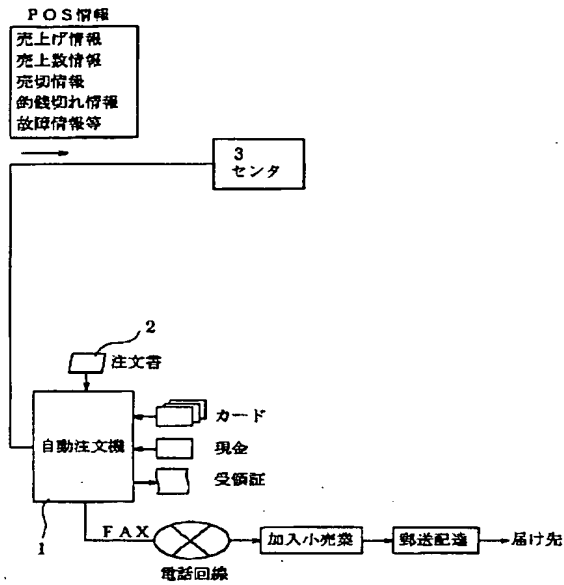 POS情報
売上げ情報
売上数情報
売切情報
釣銭切れ情報
故障情報等
3
センタ
2
注文書
自動注文機
カード
現金
受領証
1
FAX
電話回線
加入小売業
郵送配達
届け先